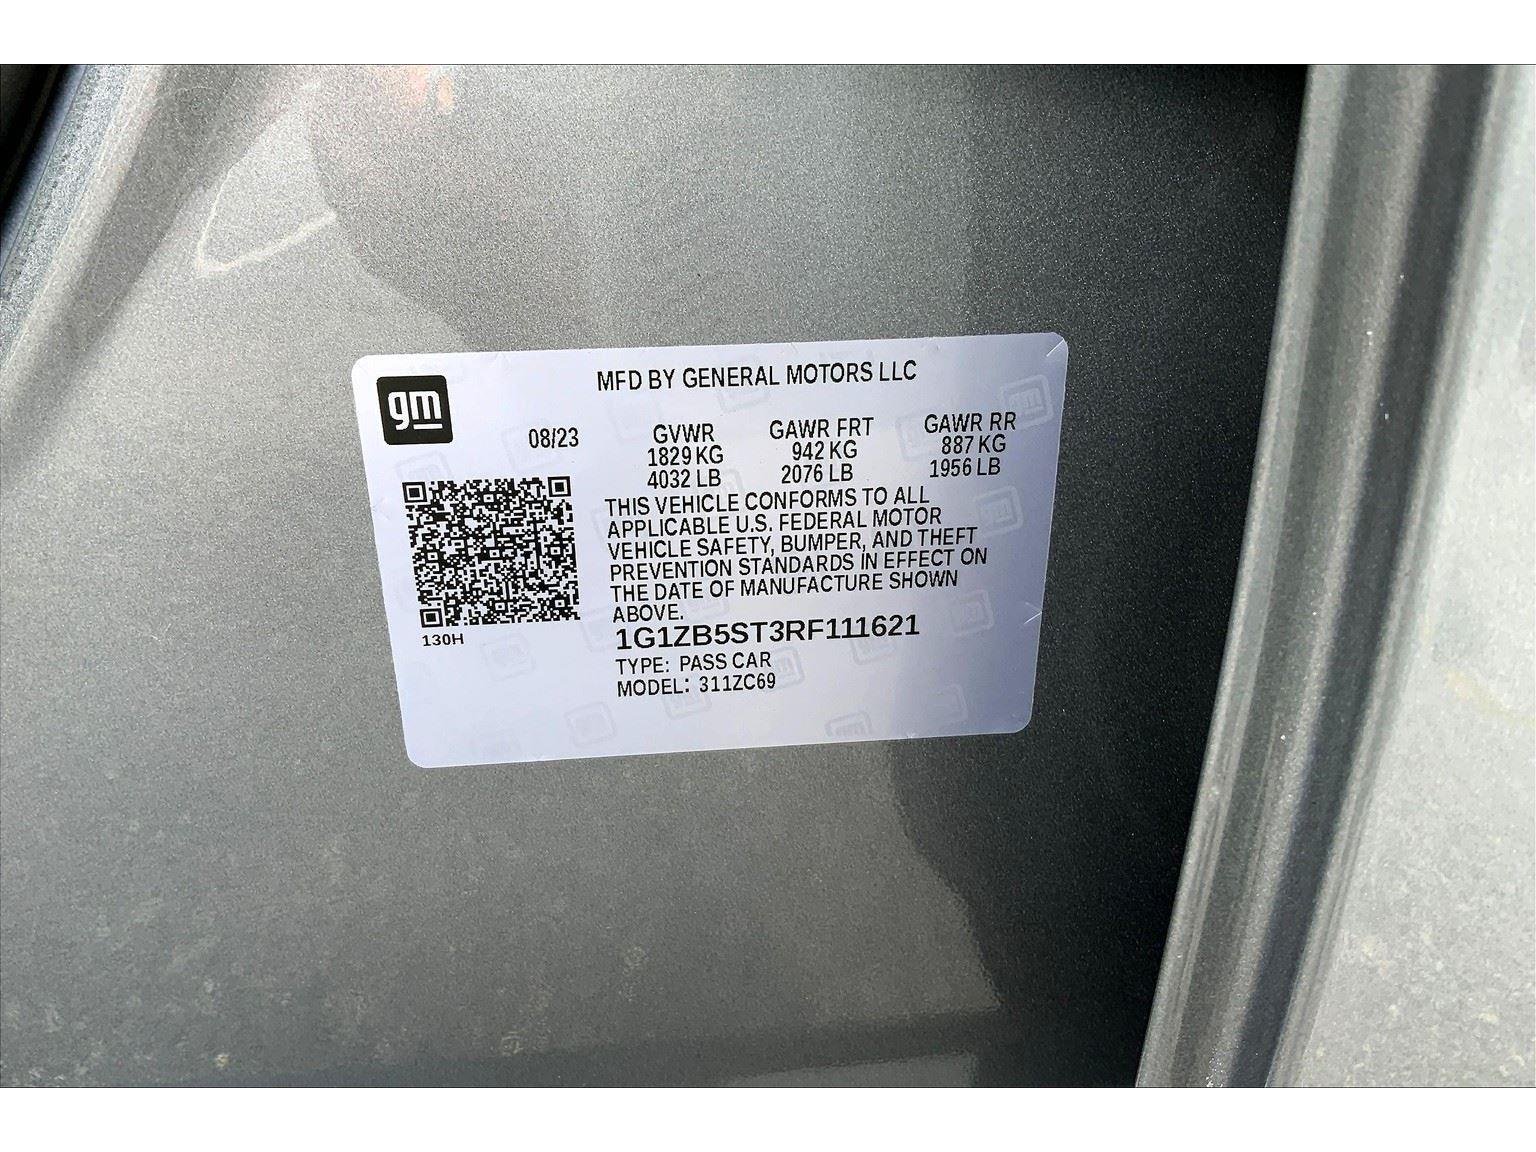 gm
MFD BY GENERAL MOTORS LLC
08/23 GVWR GAWR FRT GAWR RR
1829 KG 942 KG 887 KG
4032 LB 2076 LB 1956 LB
THIS VEHICLE CONFORMS TO ALL
APPLICABLE U.S. FEDERAL MOTOR
VEHICLE SAFETY, BUMPER, AND THEFT
PREVENTION STANDARDS IN EFFECT ON
THE DATE OF MANUFACTURE SHOWN
ABOVE.
130H
1G1ZB5ST3RF111621
TYPE: PASS CAR
MODEL: 311ZC69